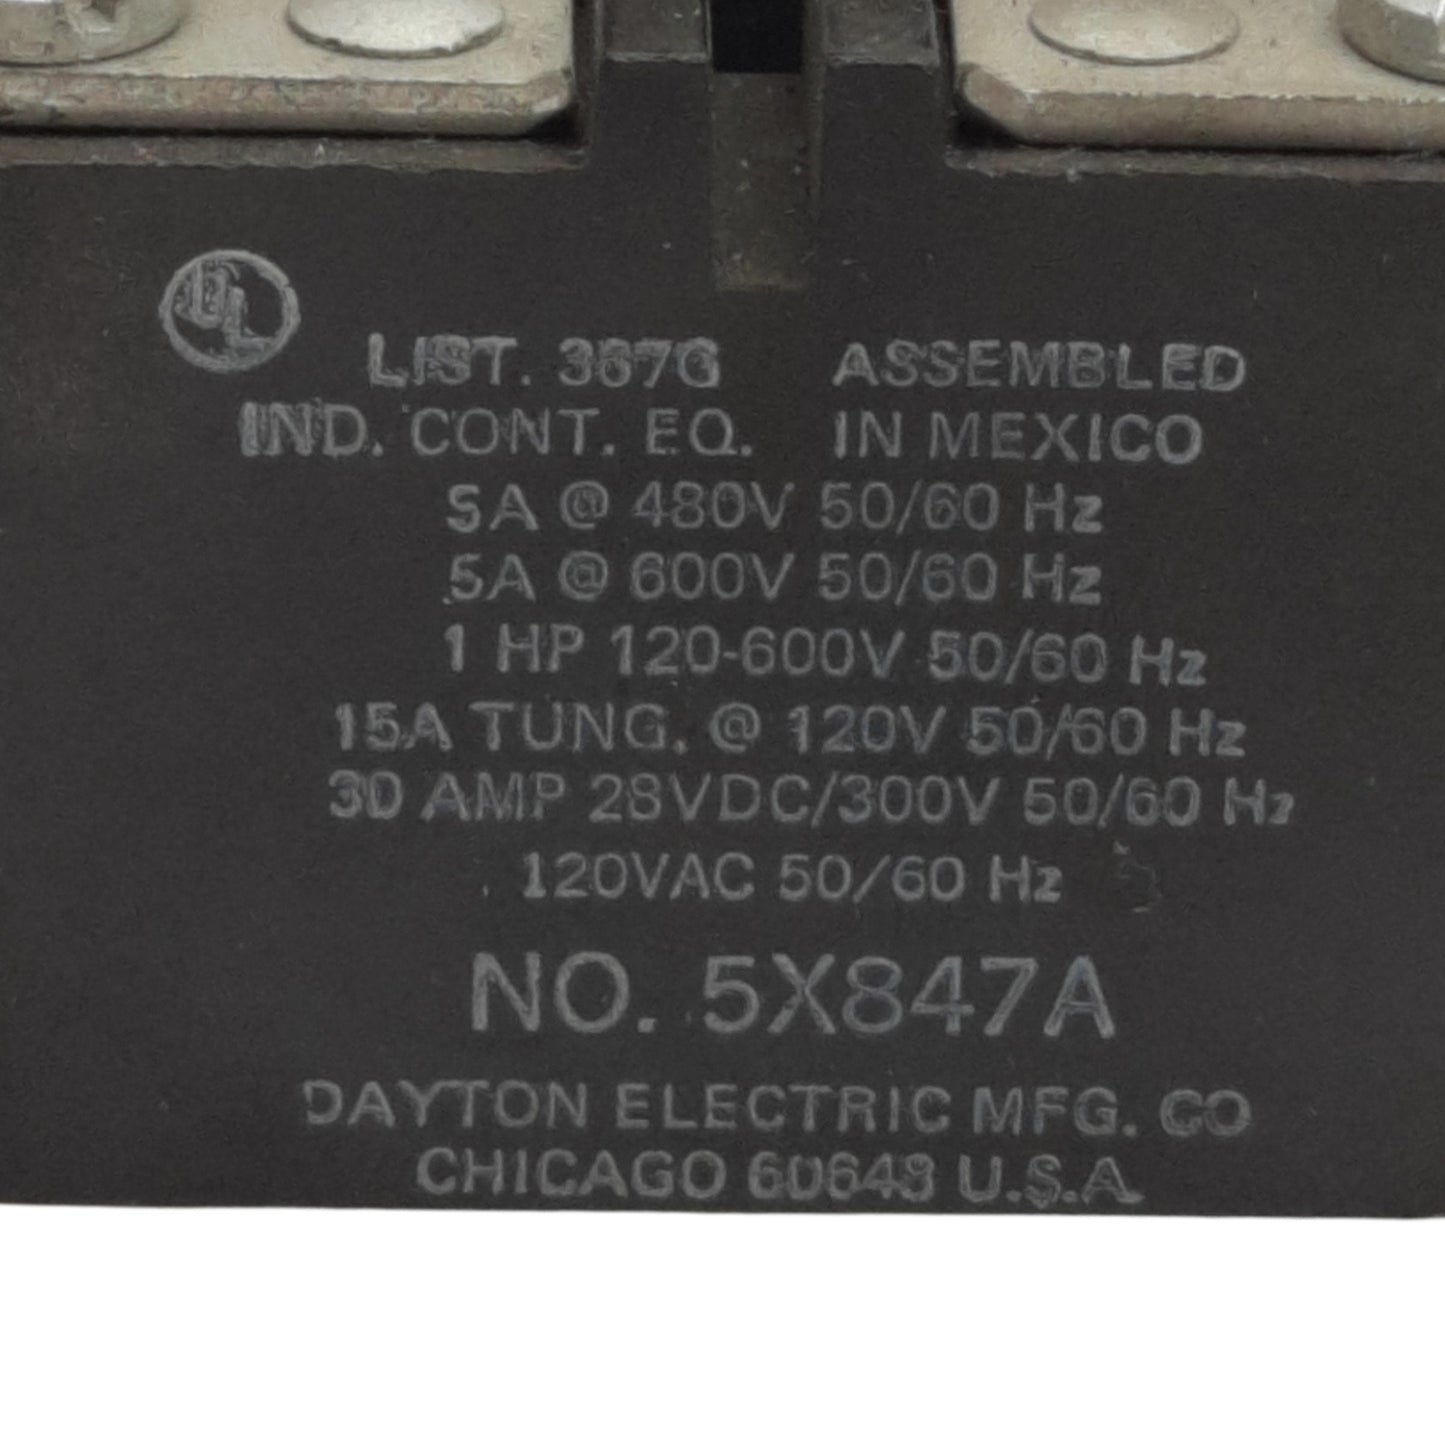 UL
LIST. 367G ASSEMBLED
IND. CONT. EQ. IN MEXICO
5A @ 480V 50/60 Hz
5A @ 600V 50/60 Hz
1 HP 120-600V 50/60 Hz
15A TUNG. @ 120V 50/60 Hz
30 AMP 28VDC/300V 50/60 Hz
120VAC 50/60 Hz
NO. 5X847A
DAYTON ELECTRIC MFG. CO
CHICAGO 60648 U.S.A.